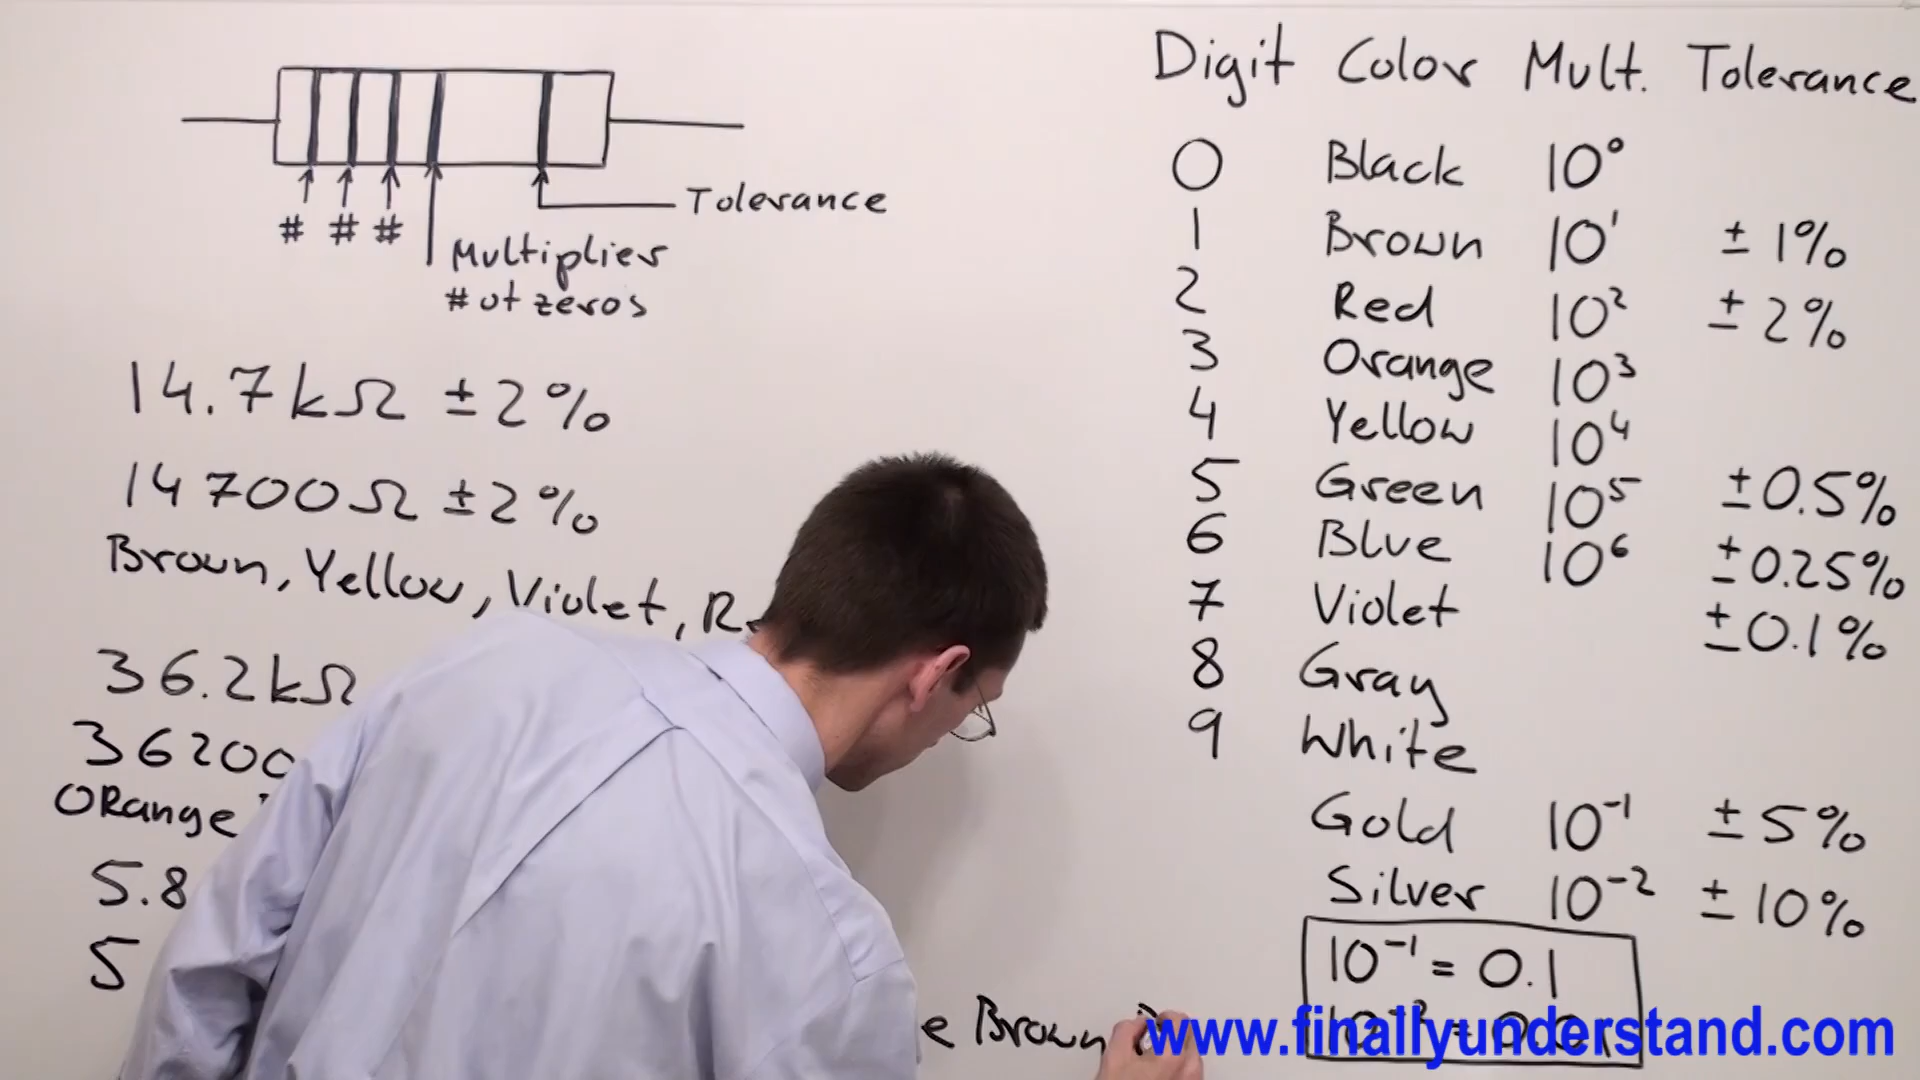 # # #
Tolerance
Multiplier
# of zeros
14.7kΩ ±2%
14700Ω ±2%
Brown, Yellow, Violet,
36.2kΩ
36200
ORange
5.8
5
Brown
Digit Color Mult. Tolerance
0 Black 10⁰
1 Brown 10¹ ± 1%
2 Red 10² ± 2%
3 Orange 10³
4 Yellow 10⁴
5 Green 10⁵ ±0.5%
6 Blue 10⁶ ±0.25%
7 Violet ±0.1%
8 Gray
9 White
Gold 10⁻¹ ± 5%
Silver 10⁻² ± 10%
10⁻¹ = 0.1
www.finallyunderstand.com